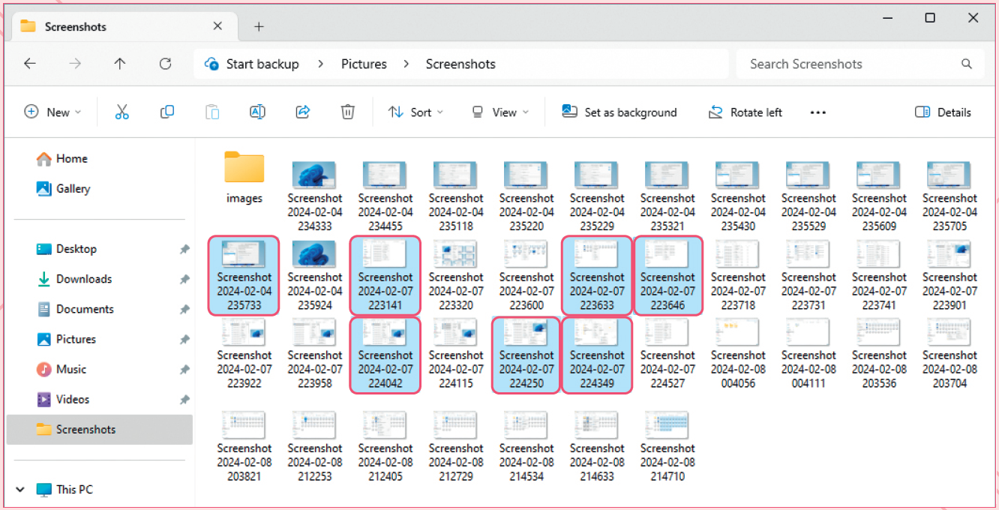 Screenshots
Start backup > Pictures > Screenshots
Search Screenshots
New
Sort
View
Set as background
Rotate left
Details
Home
Gallery
Desktop
Downloads
Documents
Pictures
Music
Videos
Screenshots
This PC
images
Screenshot
2024-02-04
234333
Screenshot
2024-02-04
234455
Screenshot
2024-02-04
235118
Screenshot
2024-02-04
235220
Screenshot
2024-02-04
235229
Screenshot
2024-02-04
235321
Screenshot
2024-02-04
235430
Screenshot
2024-02-04
235529
Screenshot
2024-02-04
235609
Screenshot
2024-02-04
235705
Screenshot
2024-02-04
235733
Screenshot
2024-02-04
235924
Screenshot
2024-02-07
223141
Screenshot
2024-02-07
223320
Screenshot
2024-02-07
223600
Screenshot
2024-02-07
223633
Screenshot
2024-02-07
223646
Screenshot
2024-02-07
223718
Screenshot
2024-02-07
223731
Screenshot
2024-02-07
223741
Screenshot
2024-02-07
223901
Screenshot
2024-02-07
223922
Screenshot
2024-02-07
223958
Screenshot
2024-02-07
224042
Screenshot
2024-02-07
224115
Screenshot
2024-02-07
224250
Screenshot
2024-02-07
224349
Screenshot
2024-02-07
224527
Screenshot
2024-02-08
004056
Screenshot
2024-02-08
004111
Screenshot
2024-02-08
203536
Screenshot
2024-02-08
203704
Screenshot
2024-02-08
203821
Screenshot
2024-02-08
212253
Screenshot
2024-02-08
212405
Screenshot
2024-02-08
212729
Screenshot
2024-02-08
214534
Screenshot
2024-02-08
214633
Screenshot
2024-02-08
214710